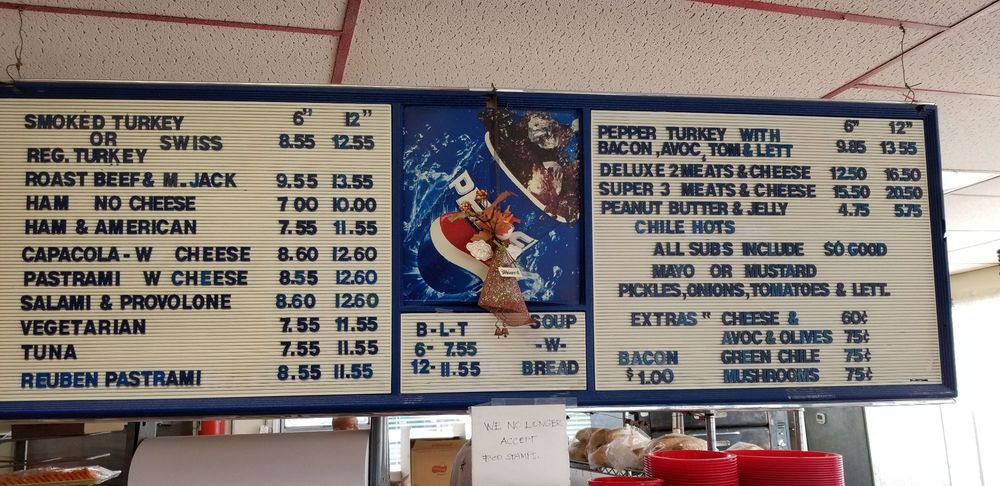 6" 12"
SMOKED TURKEY
OR SWISS 8.55 12.55
REG. TURKEY
ROAST BEEF & M. JACK 9.55 13.55
HAM NO CHEESE 7 00 10.00
HAM & AMERICAN 7.55 11.55
CAPACOLA - W CHEESE 8.60 12.60
PASTRAMI W CHEESE 8.55 12.60
SALAMI & PROVOLONE 8.60 12.60
VEGETARIAN 7.55 11.55
TUNA 7.55 11.55
REUBEN PASTRAMI 8.55 11.55
B-L-T
6- 7.55
12-11.55
SOUP
-W-
BREAD
6" 12"
PEPPER TURKEY WITH
BACON, AVOC, TOM & LETT 9.85 13.55
DELUXE 2 MEATS & CHEESE 12.50 16.50
SUPER 3 MEATS & CHEESE 15.50 20.50
PEANUT BUTTER & JELLY 4.75 5.75
CHILE HOTS
ALL SUBS INCLUDE SO GOOD
MAYO OR MUSTARD
PICKLES, ONIONS, TOMATOES & LETT.
EXTRAS " CHEESE & 60¢
AVOC & OLIVES 75¢
BACON GREEN CHILE 75¢
$1.00 MUSHROOMS 75¢
WE NO LONGER
ACCEPT
FOOD STAMPS.